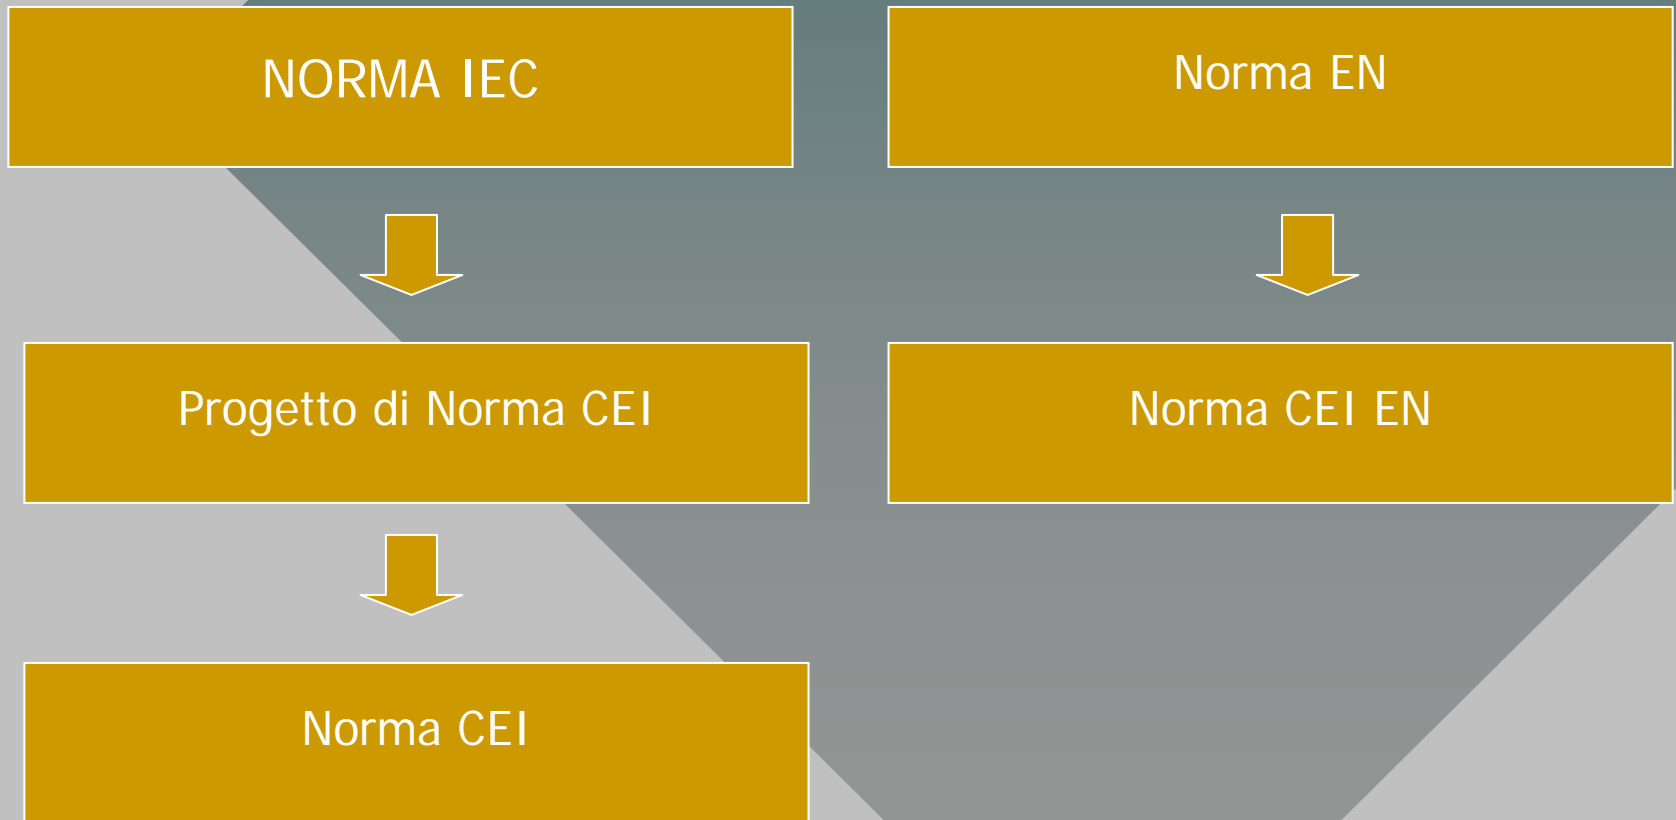 NORMA IEC
Norma EN
Progetto di Norma CEI
Norma CEI EN
Norma CEI